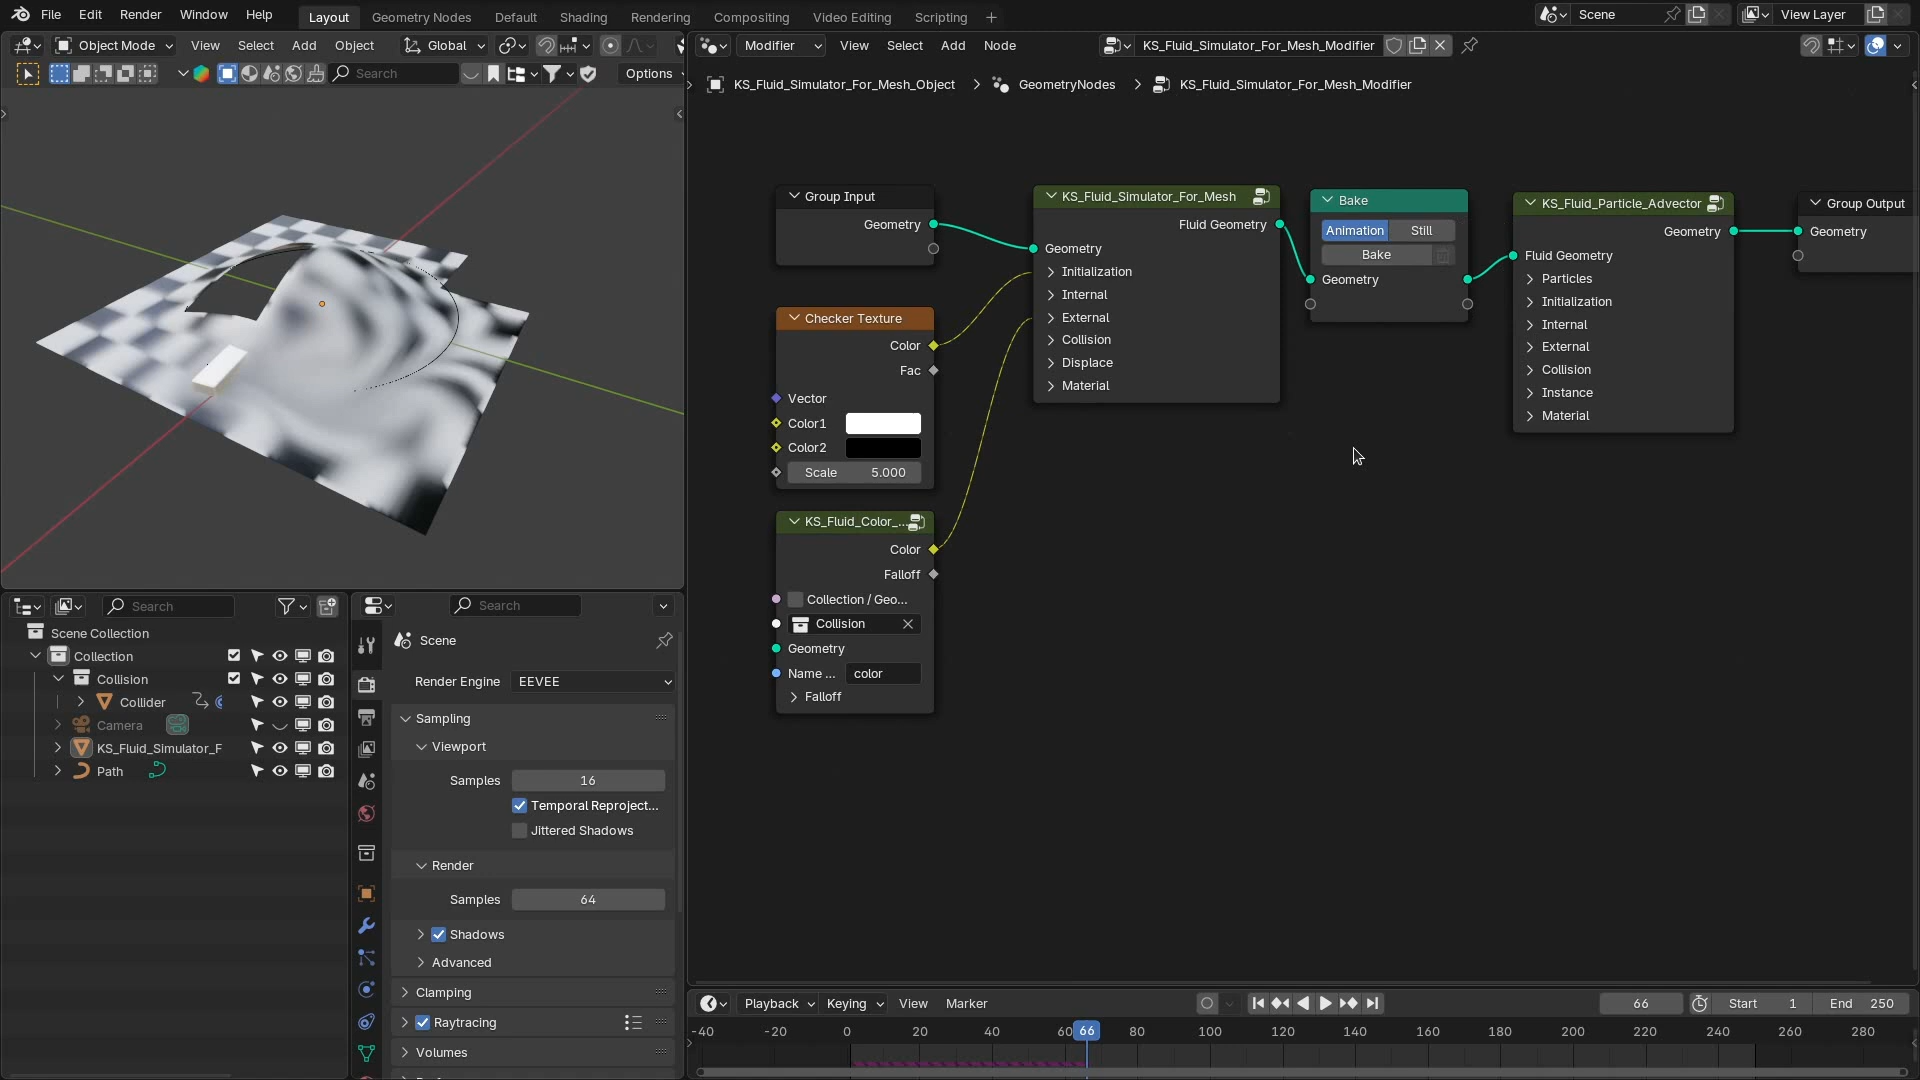 File Edit Render Window Help
Layout Geometry Nodes Default Shading Rendering Compositing Video Editing Scripting
Scene
View Layer
Object Mode View Select Add Object Global
Search
Options
Modifier View Select Add Node
KS_Fluid_Simulator_For_Mesh_Modifier
KS_Fluid_Simulator_For_Mesh_Object GeometryNodes KS_Fluid_Simulator_For_Mesh_Modifier
Group Input
Geometry
Checker Texture
Color
Fac
Vector
Color1
Color2
Scale 5.000
KS_Fluid_Color_...
Color
Falloff
Collection / Geo...
Collision
Geometry
Name ... color
Falloff
KS_Fluid_Simulator_For_Mesh
Fluid Geometry
Geometry
Initialization
Internal
External
Collision
Displace
Material
Bake
Animation Still
Bake
Geometry
KS_Fluid_Particle_Advector
Geometry
Fluid Geometry
Particles
Initialization
Internal
External
Collision
Instance
Material
Group Output
Geometry
Search
Scene Collection
Collection
Collision
Collider
Camera
KS_Fluid_Simulator_F
Path
Search
Scene
Render Engine EEVEE
Sampling
Viewport
Samples 16
Temporal Reproject...
Jittered Shadows
Render
Samples 64
Shadows
Advanced
Clamping
Raytracing
Volumes
Playback Keying View Marker
66
Start 1
End 250
-40 -20 0 20 40 60 66 80 100 120 140 160 180 200 220 240 260 280